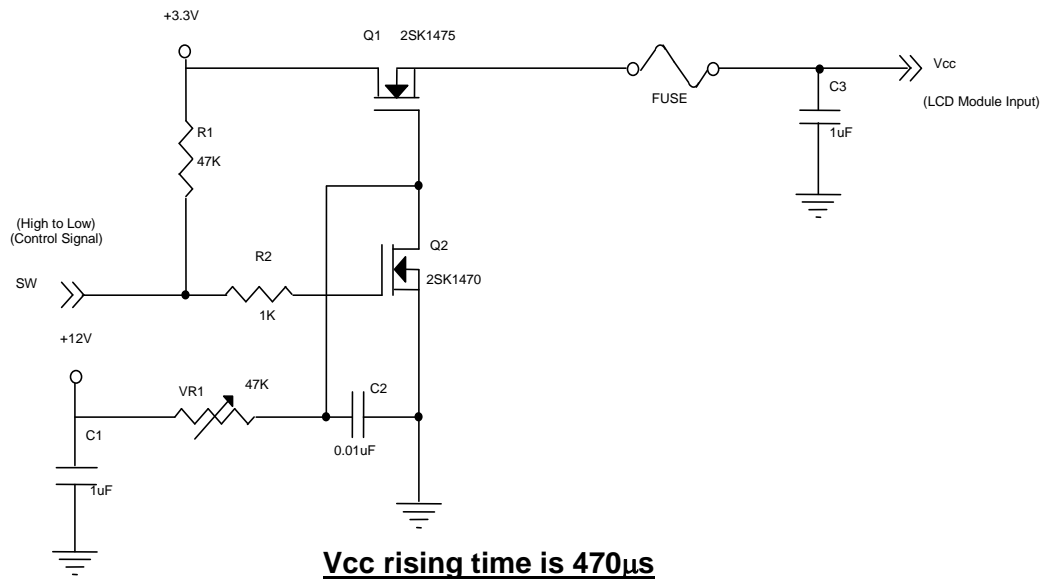 +3.3V
Q1
2SK1475
Vcc
FUSE
C3
(LCD Module Input)
R1
47K
1uF
(High to Low)
(Control Signal)
Q2
R2
2SK1470
SW
1K
+12V
VR1
47K
C2
C1
0.01uF
1uF
Vcc rising time is 470µs